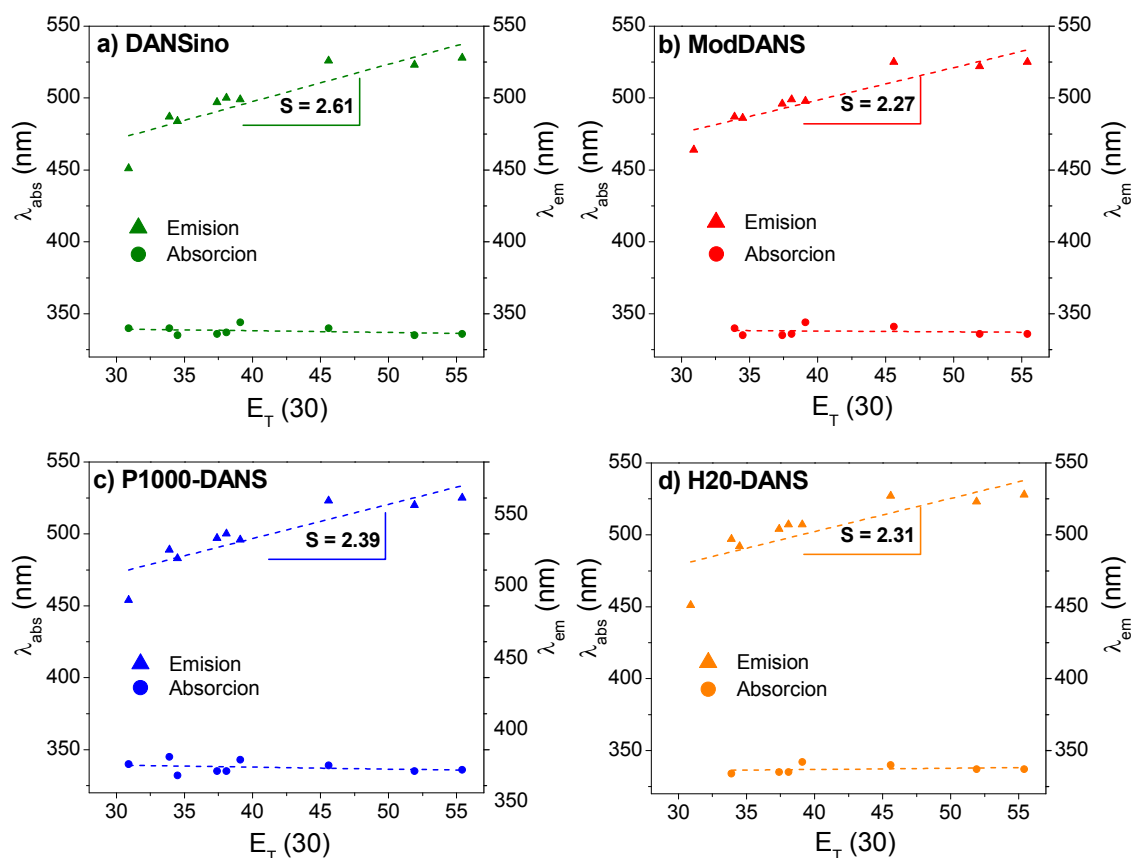 a) DANSino
550
500
450
400
350
λabs (nm)
550
500
450
400
350
λem (nm)
S = 2.61
Emision
Absorcion
30 35 40 45 50 55
ET (30)
b) ModDANS
550
500
450
400
350
λabs (nm)
550
500
450
400
350
λem (nm)
S = 2.27
Emision
Absorcion
30 35 40 45 50 55
ET (30)
c) P1000-DANS
550
500
450
400
350
λabs (nm)
550
500
450
400
350
λem (nm)
S = 2.39
Emision
Absorcion
30 35 40 45 50 55
ET (30)
d) H20-DANS
550
500
450
400
350
λabs (nm)
550
500
450
400
350
λem (nm)
S = 2.31
Emision
Absorcion
30 35 40 45 50 55
ET (30)